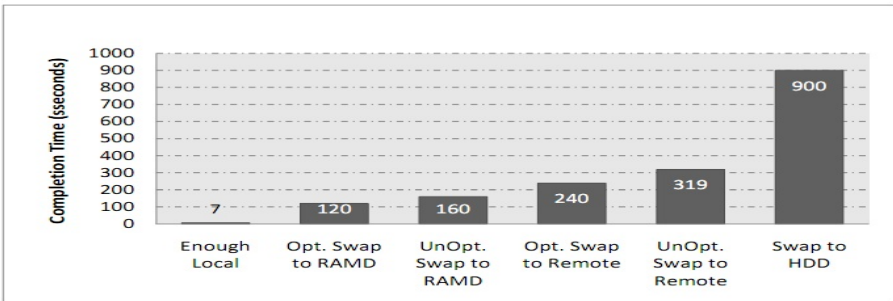 Completion Time (sseconds)
1000
900
800
700
600
500
400
300
200
100
0
7
120
160
240
319
900
Enough
Local
Opt. Swap
to RAMD
UnOpt.
Swap to
RAMD
Opt. Swap
to Remote
UnOpt.
Swap to
Remote
Swap to
HDD